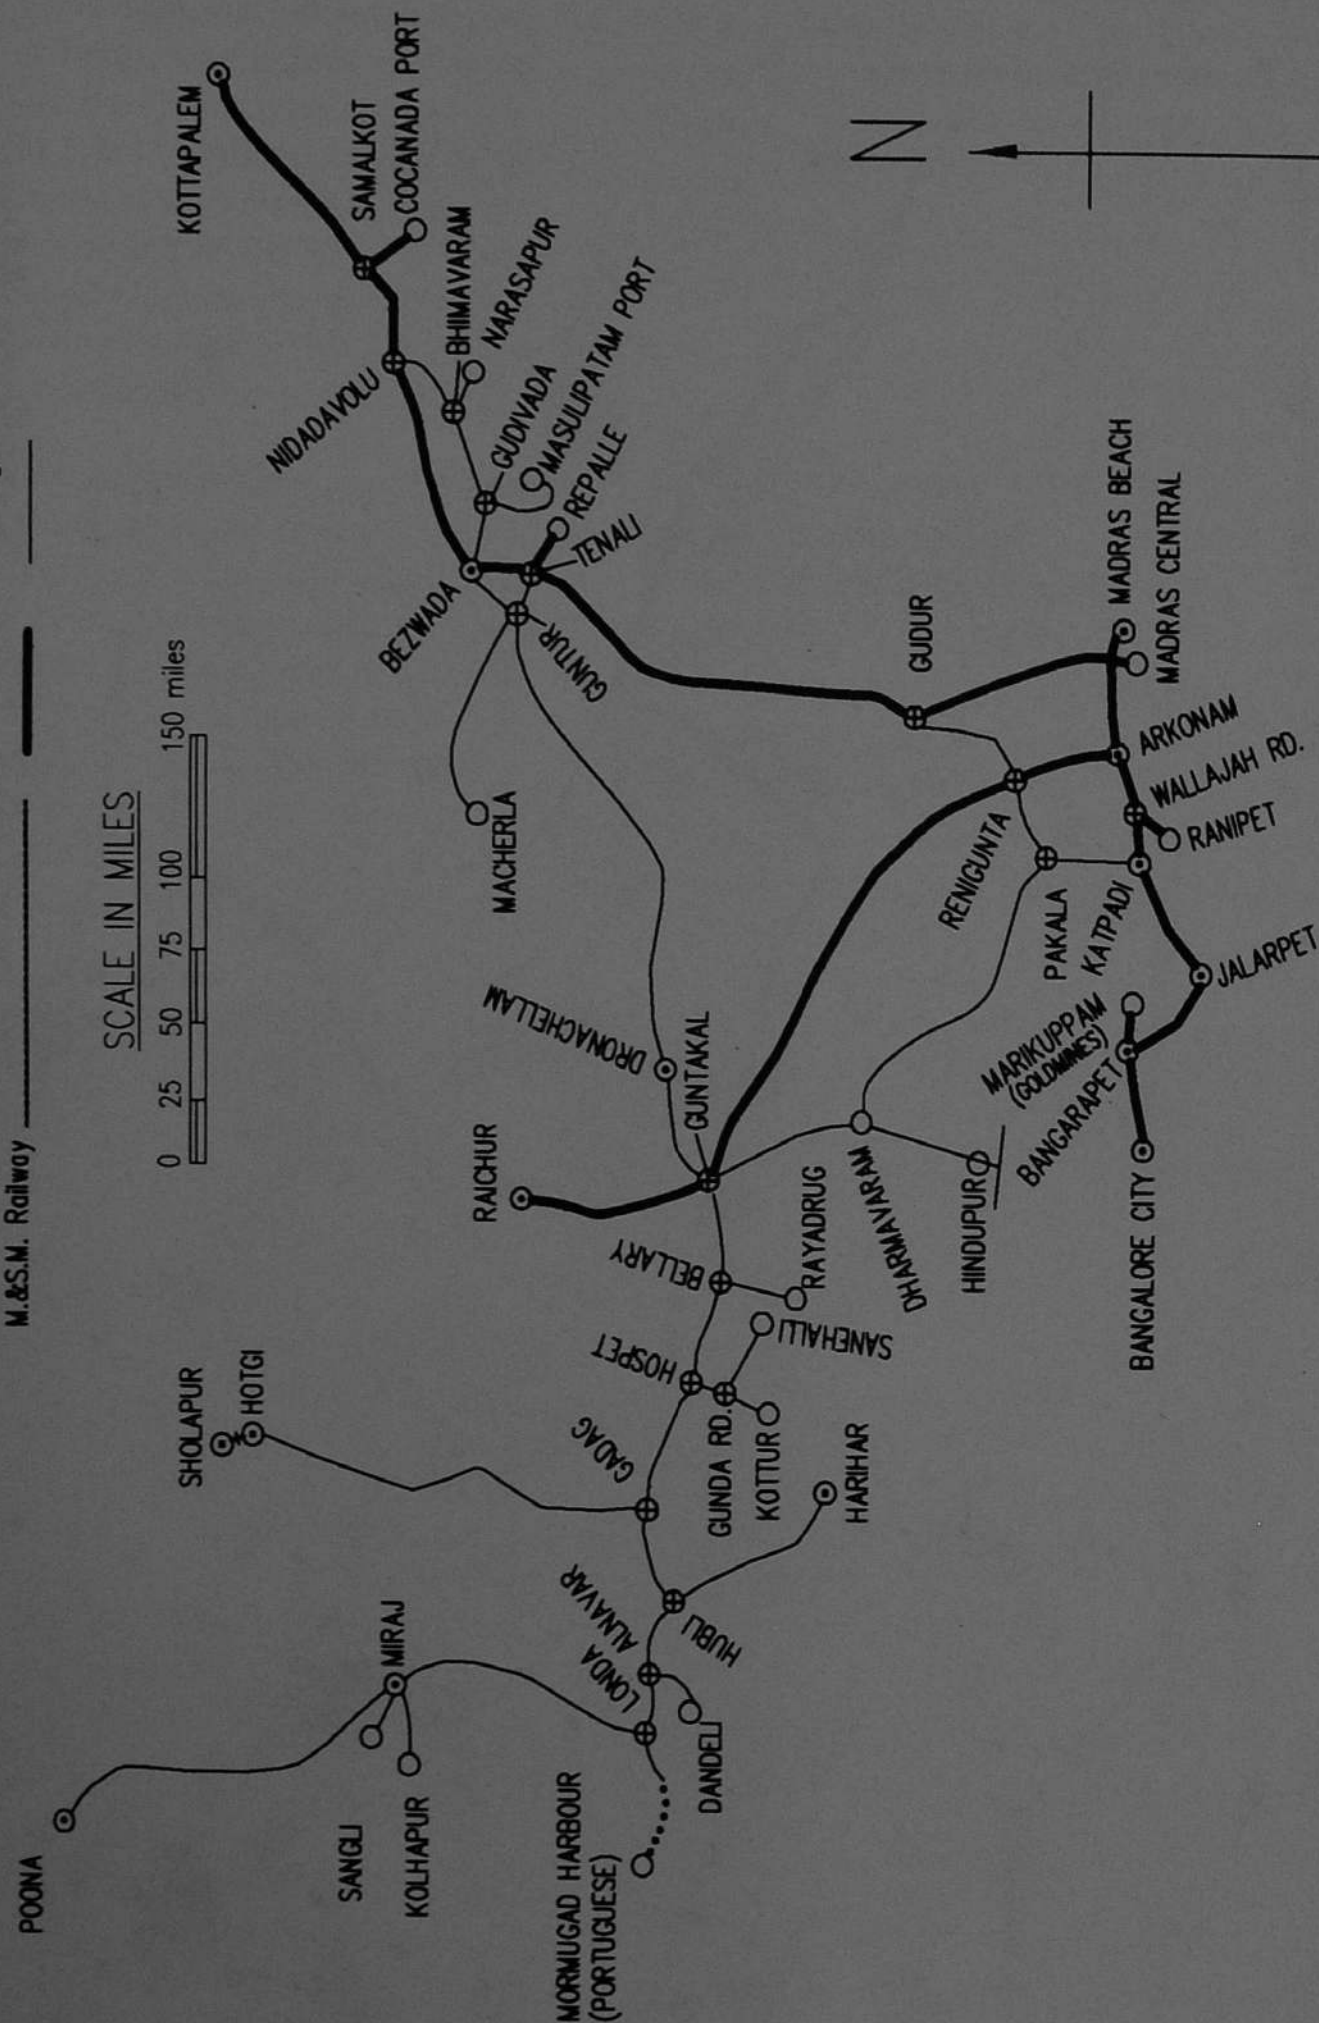 M.&S.M. Railway
SCALE IN MILES
0 25 50 75 100 150 miles
N
POONA
SANGLI
KOLHAPUR
MIRAJ
SHOLAPUR
HOTGI
MORMUGAD HARBOUR
(PORTUGUESE)
LONDA
ALNAVAR
DANDELI
HUBLI
GADAG
HARIHAR
HOSPET
GUNDA RD.
KOTTUR
SANEHALLI
BELLARY
RAYADRUG
RAICHUR
GUNTAKAL
DRONACHELLAM
DHARMAVARAM
HINDUPUR
MACHERLA
GUNTUR
BEZWADA
TENALI
REPALLE
MASULIPATAM PORT
GUDIVADA
NARASAPUR
BHIMAVARAM
NIDADAVOLU
SAMALKOT
COCANADA PORT
KOTTAPALEM
GUDUR
RENIGUNTA
PAKALA
KATPADI
MADRAS BEACH
MADRAS CENTRAL
ARKONAM
WALLAJAH RD.
RANIPET
JALARPET
MARIKUPPAM
(GOLDMINES)
BANGARAPET
BANGALORE CITY